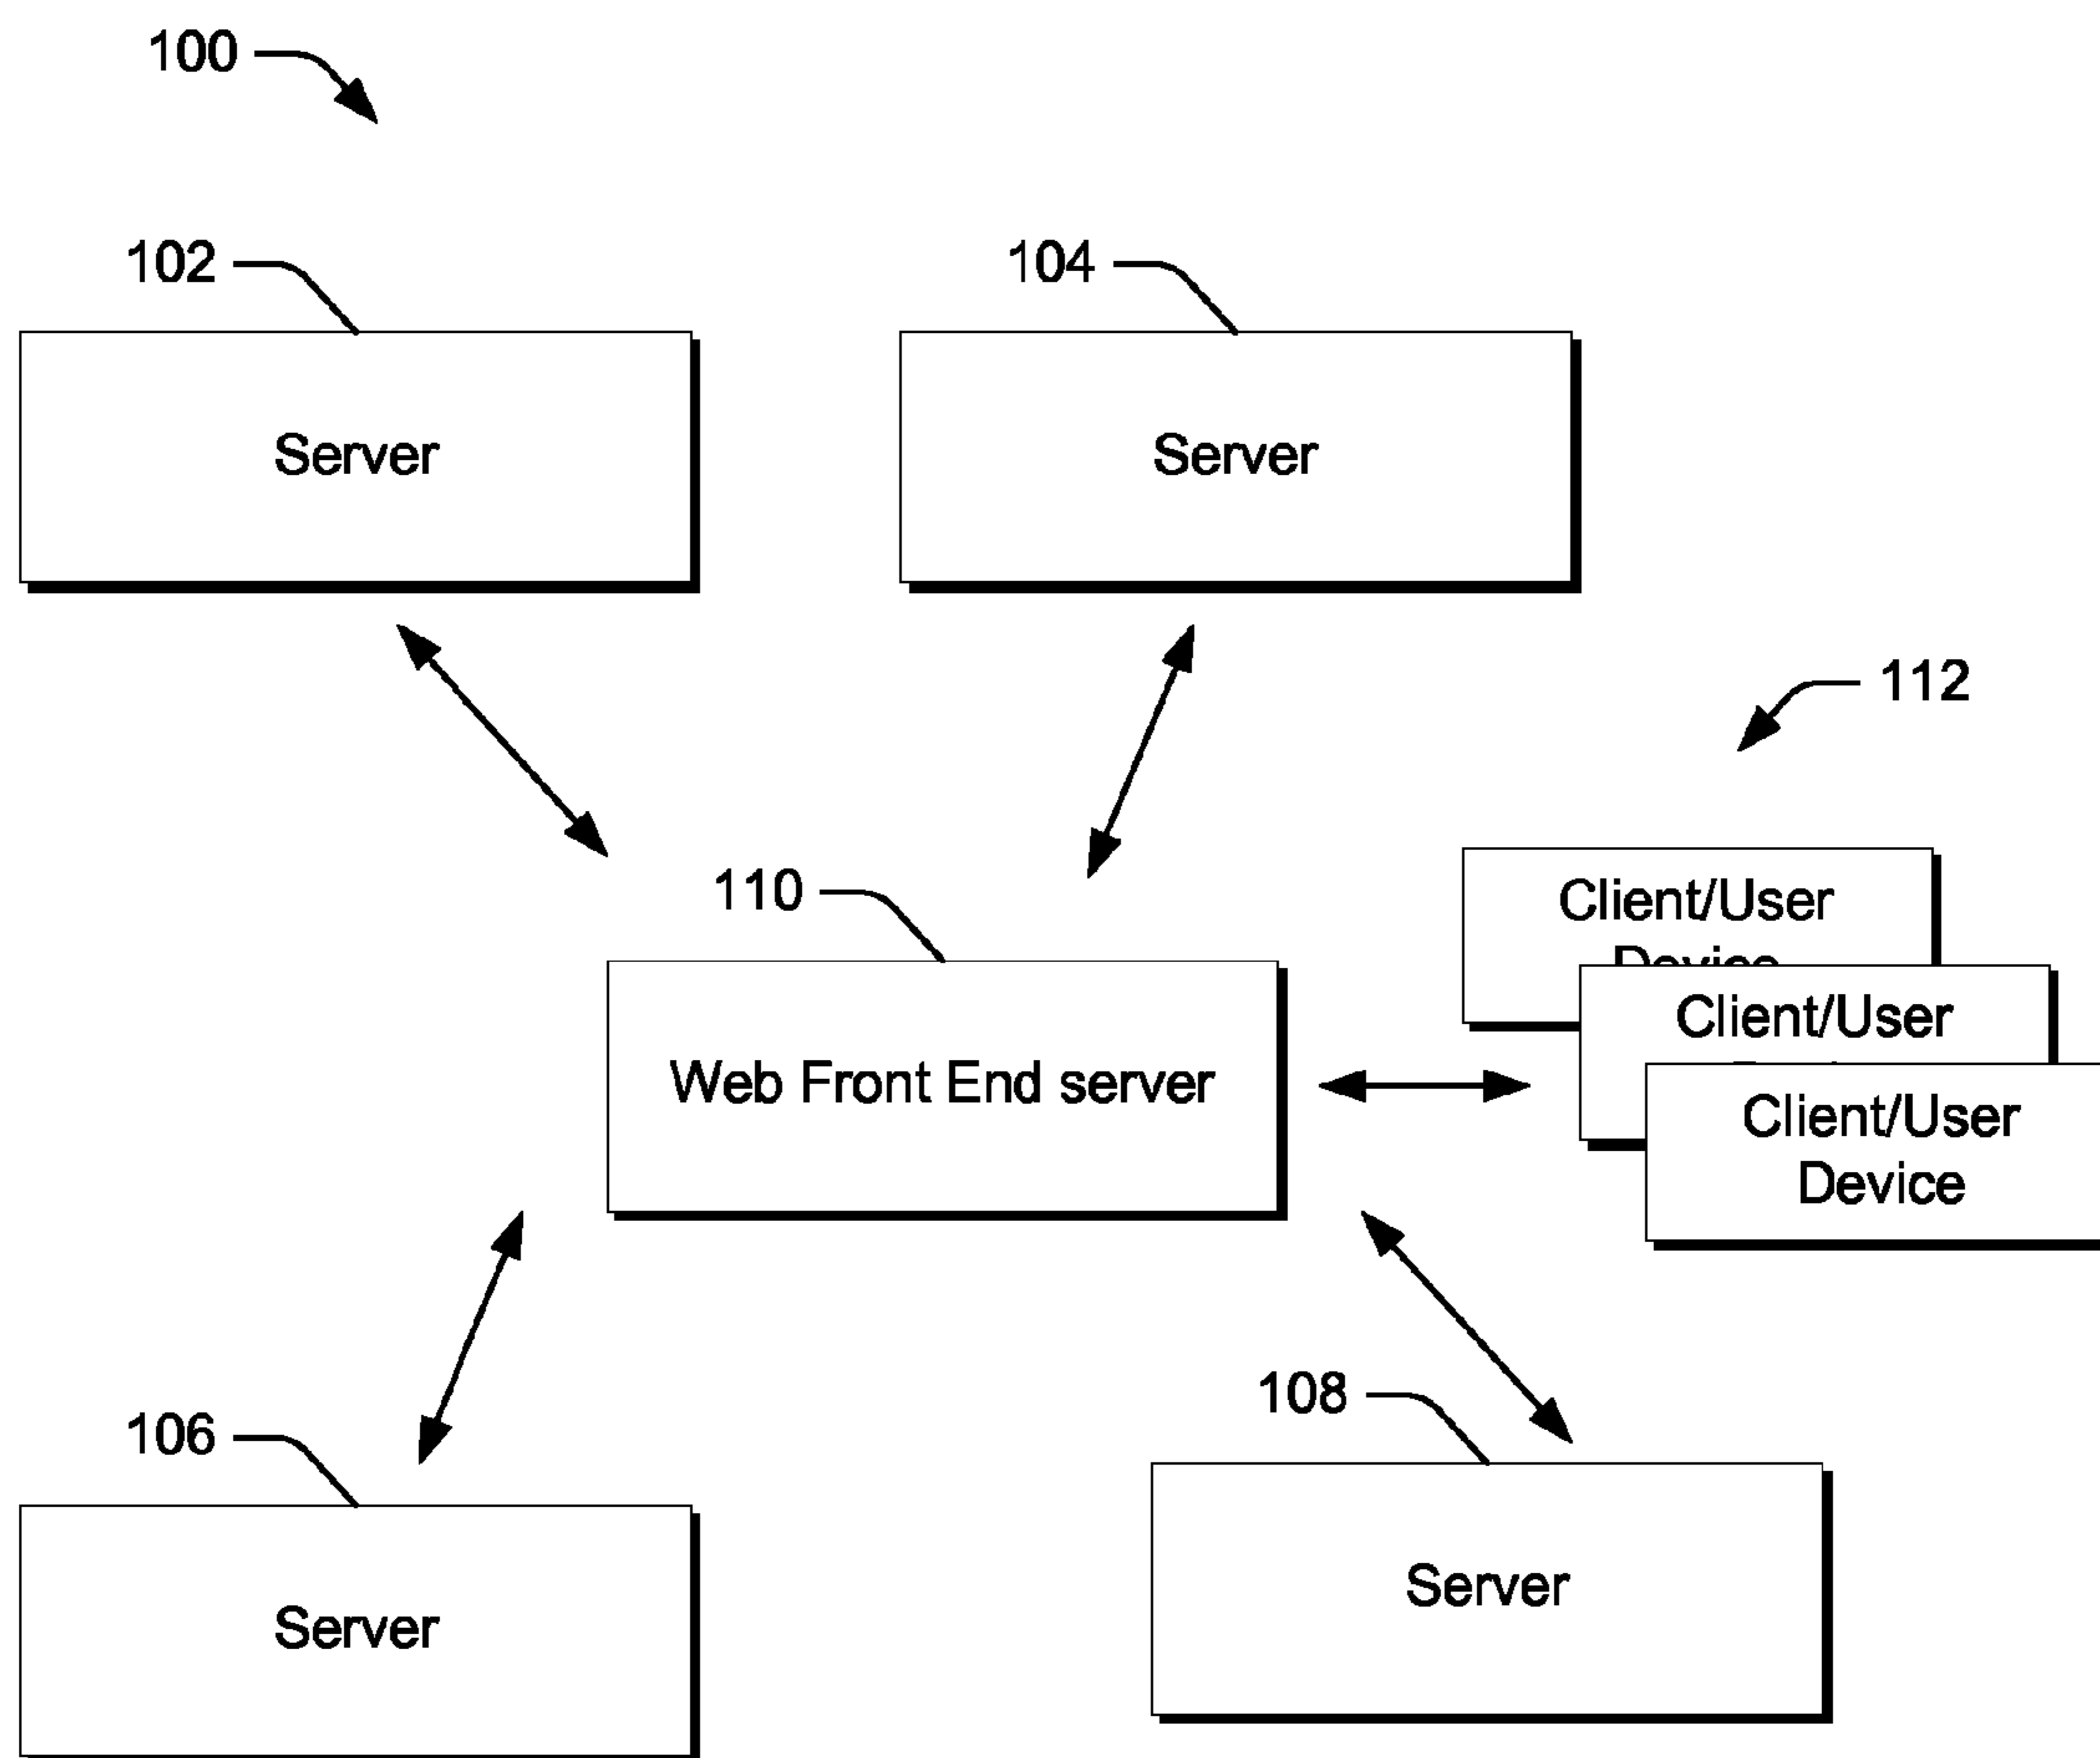 100
102
104
Server
Server
112
110
Client/User
Device
Client/User
Web Front End server
Client/User
Device
108
106
Server
Server